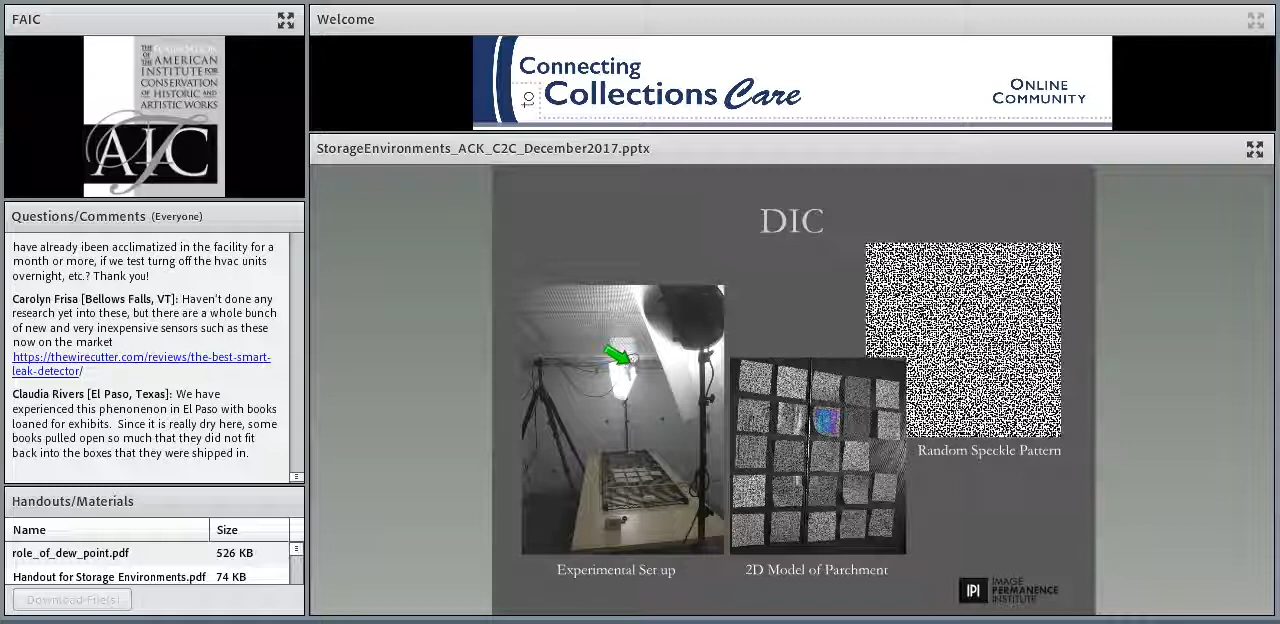 FAIC
THE FOUNDATION
OF THE AMERICAN
INSTITUTE FOR
CONSERVATION
OF HISTORIC AND
ARTISTIC WORKS
AIC
Questions/Comments (Everyone)
have already ibeen acclimatized in the facility for a
month or more, if we test turng off the hvac units
overnight, etc.? Thank you!
Carolyn Frisa [Bellows Falls, VT]: Haven't done any
research yet into these, but there are a whole bunch
of new and very inexpensive sensors such as these
now on the market
https://thewirecutter.com/reviews/the-best-smart-
leak-detector/
Claudia Rivers [El Paso, Texas]: We have
experienced this phenonenon in El Paso with books
loaned for exhibits. Since it is really dry here, some
books pulled open so much that they did not fit
back into the boxes that they were shipped in.
Handouts/Materials
Name Size
role_of_dew_point.pdf 526 KB
Handout for Storage Environments.pdf 74 KB
Download File(s)
Welcome
Connecting
to Collections Care
ONLINE
COMMUNITY
StorageEnvironments_ACK_C2C_December2017.pptx
DIC
Random Speckle Pattern
Experimental Set up
2D Model of Parchment
IPI
IMAGE
PERMANENCE
INSTITUTE